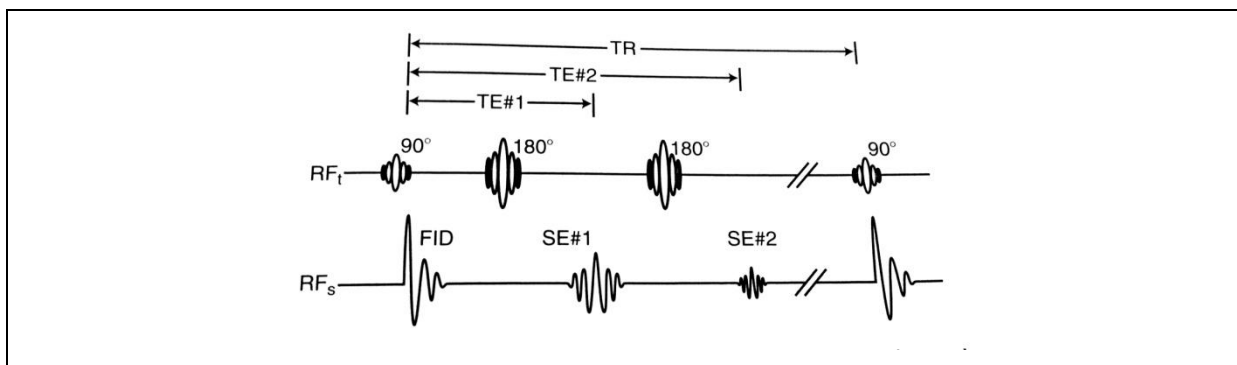 TR
TE#2
TE#1
90° 180° 180° 90°
RFₜ
FID SE#1 SE#2
RFₛ